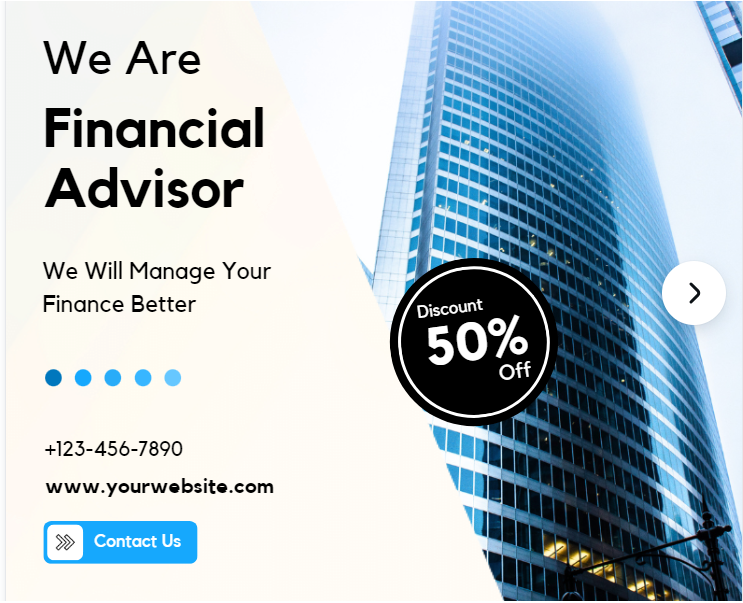 We Are
Financial
Advisor
We Will Manage Your
Finance Better
Discount
50%
Off
+123-456-7890
www.yourwebsite.com
Contact Us